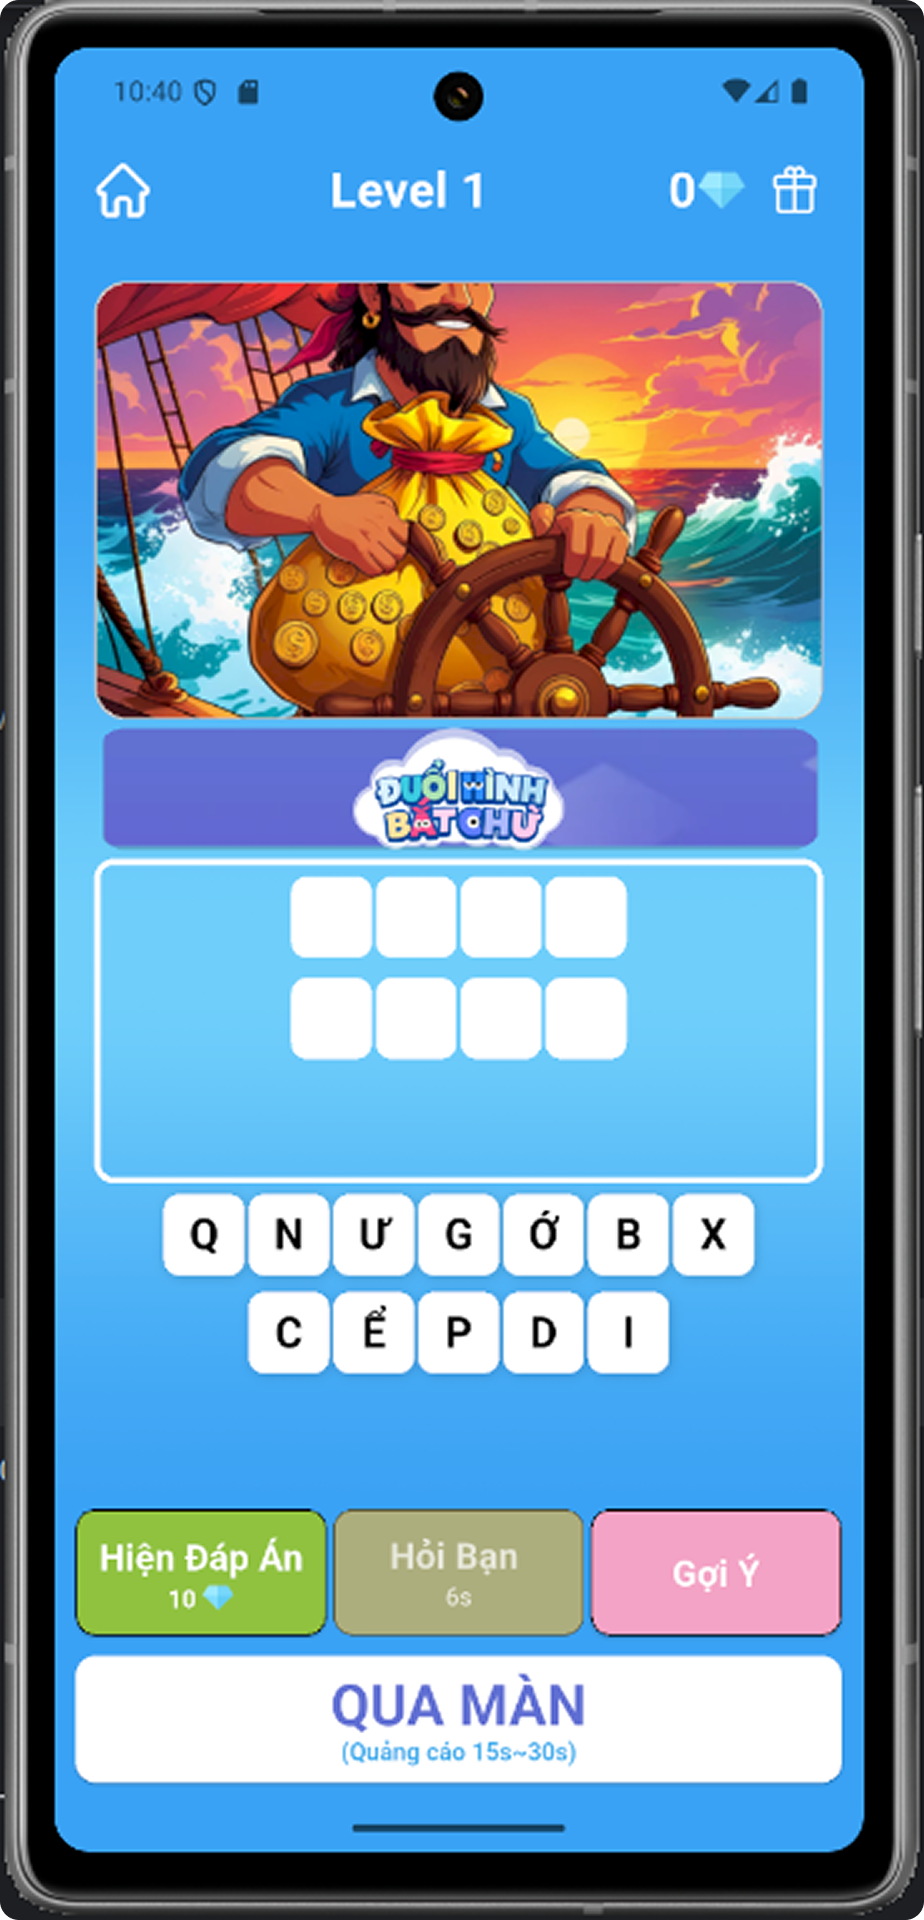 10:40
Level 1
0
ĐUỔI HÌNH
BẮT CHỮ
Q N Ư G Ớ B X
C Ể P D I
Hiện Đáp Án
10
Hỏi Bạn
6s
Gợi Ý
QUA MÀN
(Quảng cáo 15s~30s)